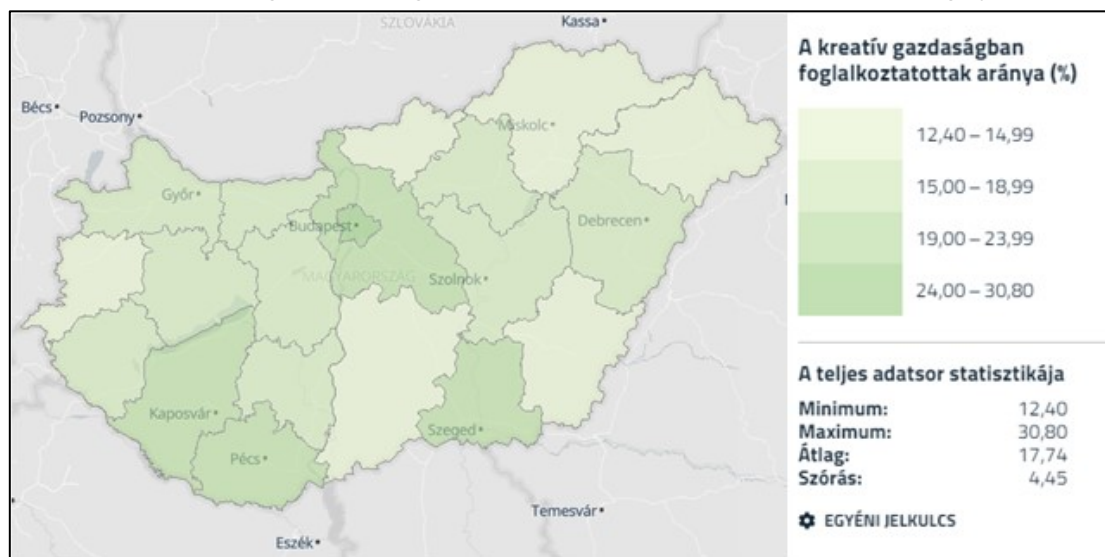 SZLOVÁKIA
Kassa
Bécs
Pozsony
Miskolc
Győr
Budapest
Debrecen
MAGYARORSZÁG
Szolnok
Kaposvár
Szeged
Pécs
Temesvár
Eszék
A kreatív gazdaságban
foglalkoztatottak aránya (%)
12,40 – 14,99
15,00 – 18,99
19,00 – 23,99
24,00 – 30,80
A teljes adatsor statisztikája
Minimum: 12,40
Maximum: 30,80
Átlag: 17,74
Szórás: 4,45
EGYÉNI JELKULCS